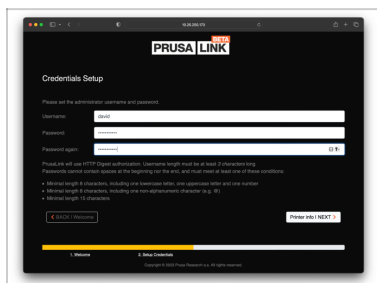 10.25.252.173
PRUSA LINK
BETA
Credentials Setup
Please set the administrator username and password.
Username:
david
Password:
Password again:
PrusaLink will use HTTP Digest authorization. Username length must be at least 3 characters long
Passwords cannot contain spaces at the beginning nor the end, and must meet at least one of these conditions:
• Minimal length 8 characters, including one lowercase letter, one uppercase letter and one number
• Minimal length 8 characters, including one non-alphanumeric character (e.g. @)
• Minimal length 15 characters
< BACK | Welcome
Printer info | NEXT >
1. Welcome
2. Setup Credentials
Copyright © 2023 Prusa Research a.s. All rights reserved.